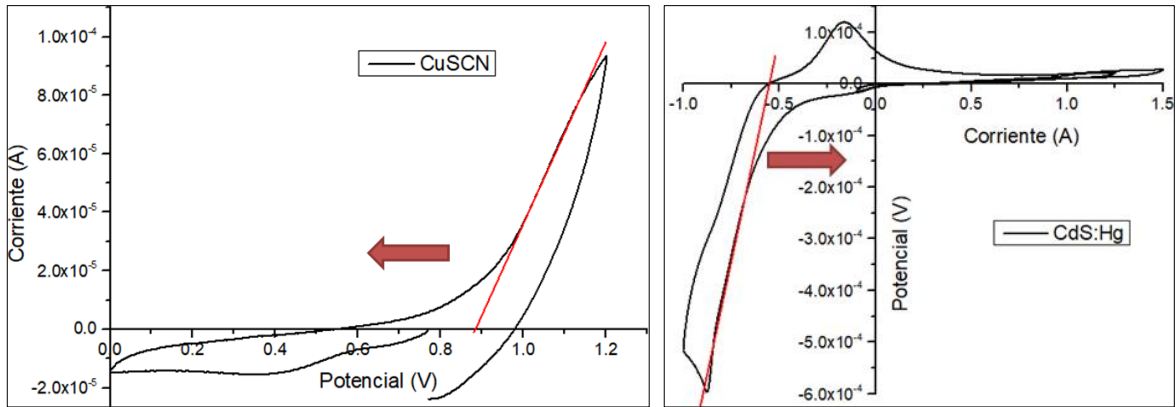 1.0x10⁻⁴
CuSCN
8.0x10⁻⁵
6.0x10⁻⁵
4.0x10⁻⁵
2.0x10⁻⁵
0.0
-2.0x10⁻⁵
Corriente (A)
0.0
0.2
0.4
0.6
0.8
1.0
1.2
Potencial (V)
1.0x10⁻⁴
0.0
-1.0
-0.5
0.0
0.5
1.0
1.5
Corriente (A)
-1.0x10⁻⁴
-2.0x10⁻⁴
-3.0x10⁻⁴
-4.0x10⁻⁴
-5.0x10⁻⁴
-6.0x10⁻⁴
Potencial (V)
CdS:Hg